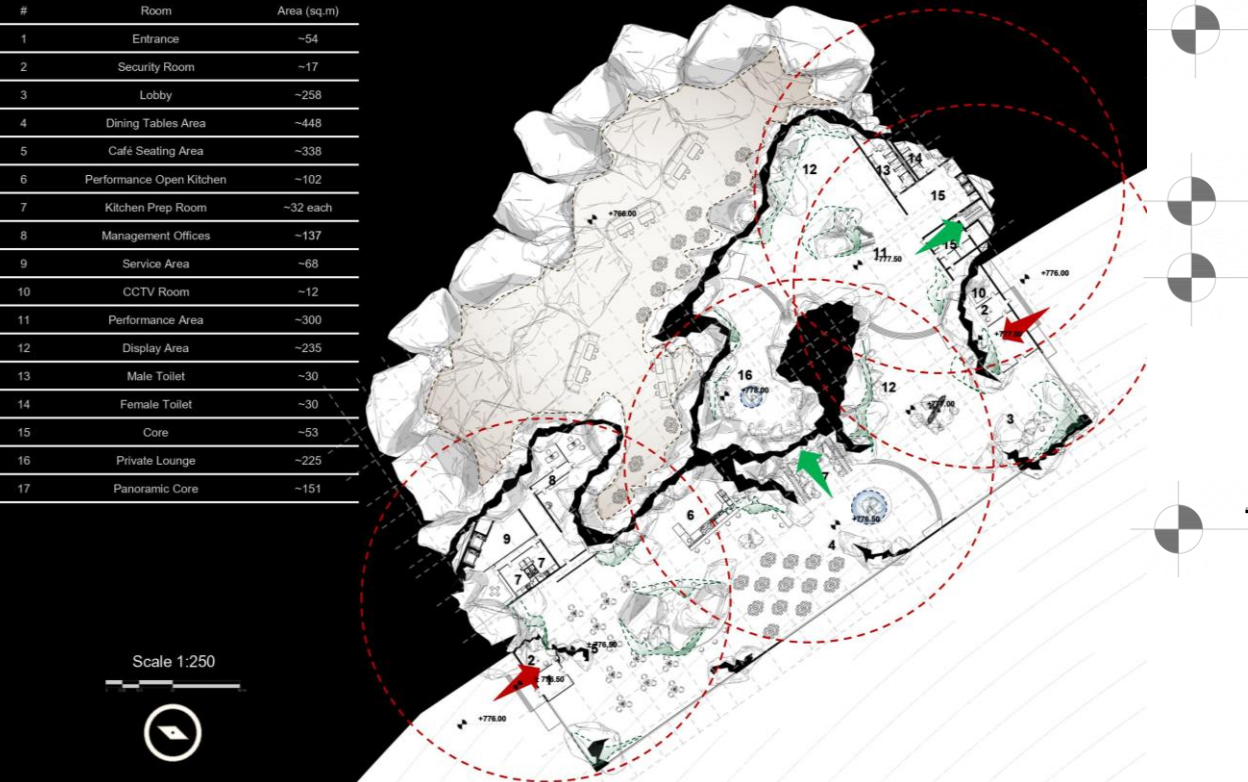 # Room Area (sq.m)
1 Entrance ~54
2 Security Room ~17
3 Lobby ~258
4 Dining Tables Area ~448
5 Café Seating Area ~338
6 Performance Open Kitchen ~102
7 Kitchen Prep Room ~32 each
8 Management Offices ~137
9 Service Area ~68
10 CCTV Room ~12
11 Performance Area ~300
12 Display Area ~235
13 Male Toilet ~30
14 Female Toilet ~30
15 Core ~53
16 Private Lounge ~225
17 Panoramic Core ~151
Scale 1:250
12
13
14
15
+766.00
11
+777.50
15
+776.00
10
2
16
+778.00
12
+777.00
3
8
6
7
+776.50
4
9
7
7
5
2
1
+776.00